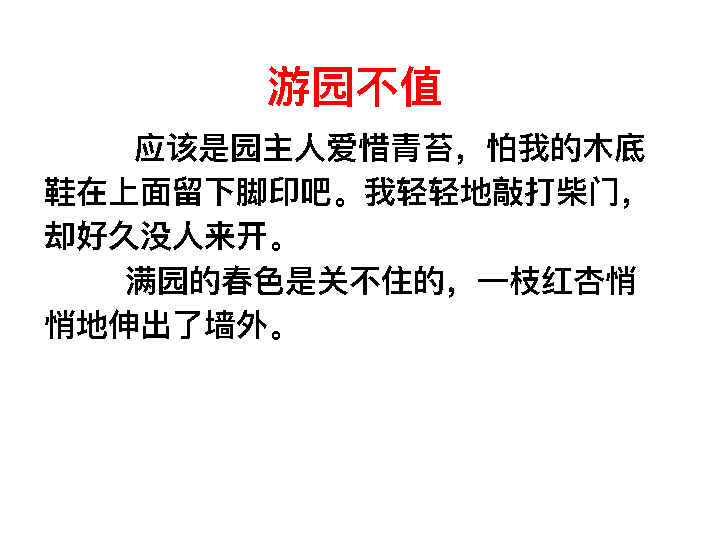 游园不值
应该是园主人爱惜青苔，怕我的木底
鞋在上面留下脚印吧。我轻轻地敲打柴门，
却好久没人来开。
满园的春色是关不住的，一枝红杏悄
悄地伸出了墙外。